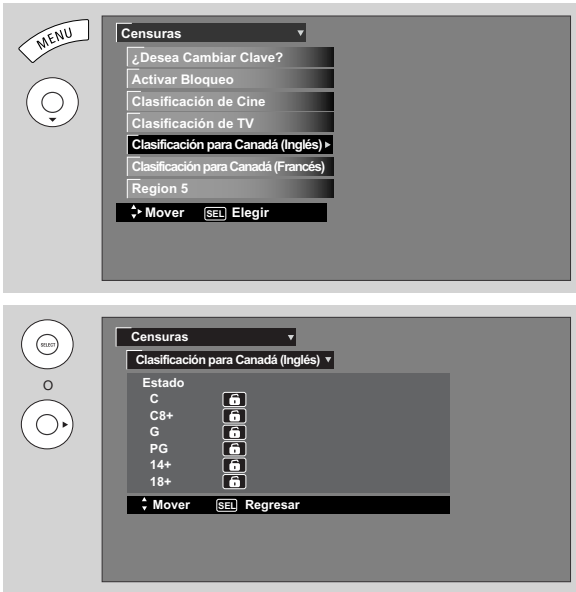 MENU
Censuras
¿Desea Cambiar Clave?
Activar Bloqueo
Clasificación de Cine
Clasificación de TV
Clasificación para Canadá (Inglés)
Clasificación para Canadá (Francés)
Region 5
Mover SEL Elegir
SELECT
O
Censuras
Clasificación para Canadá (Inglés)
Estado
C
C8+
G
PG
14+
18+
Mover SEL Regresar